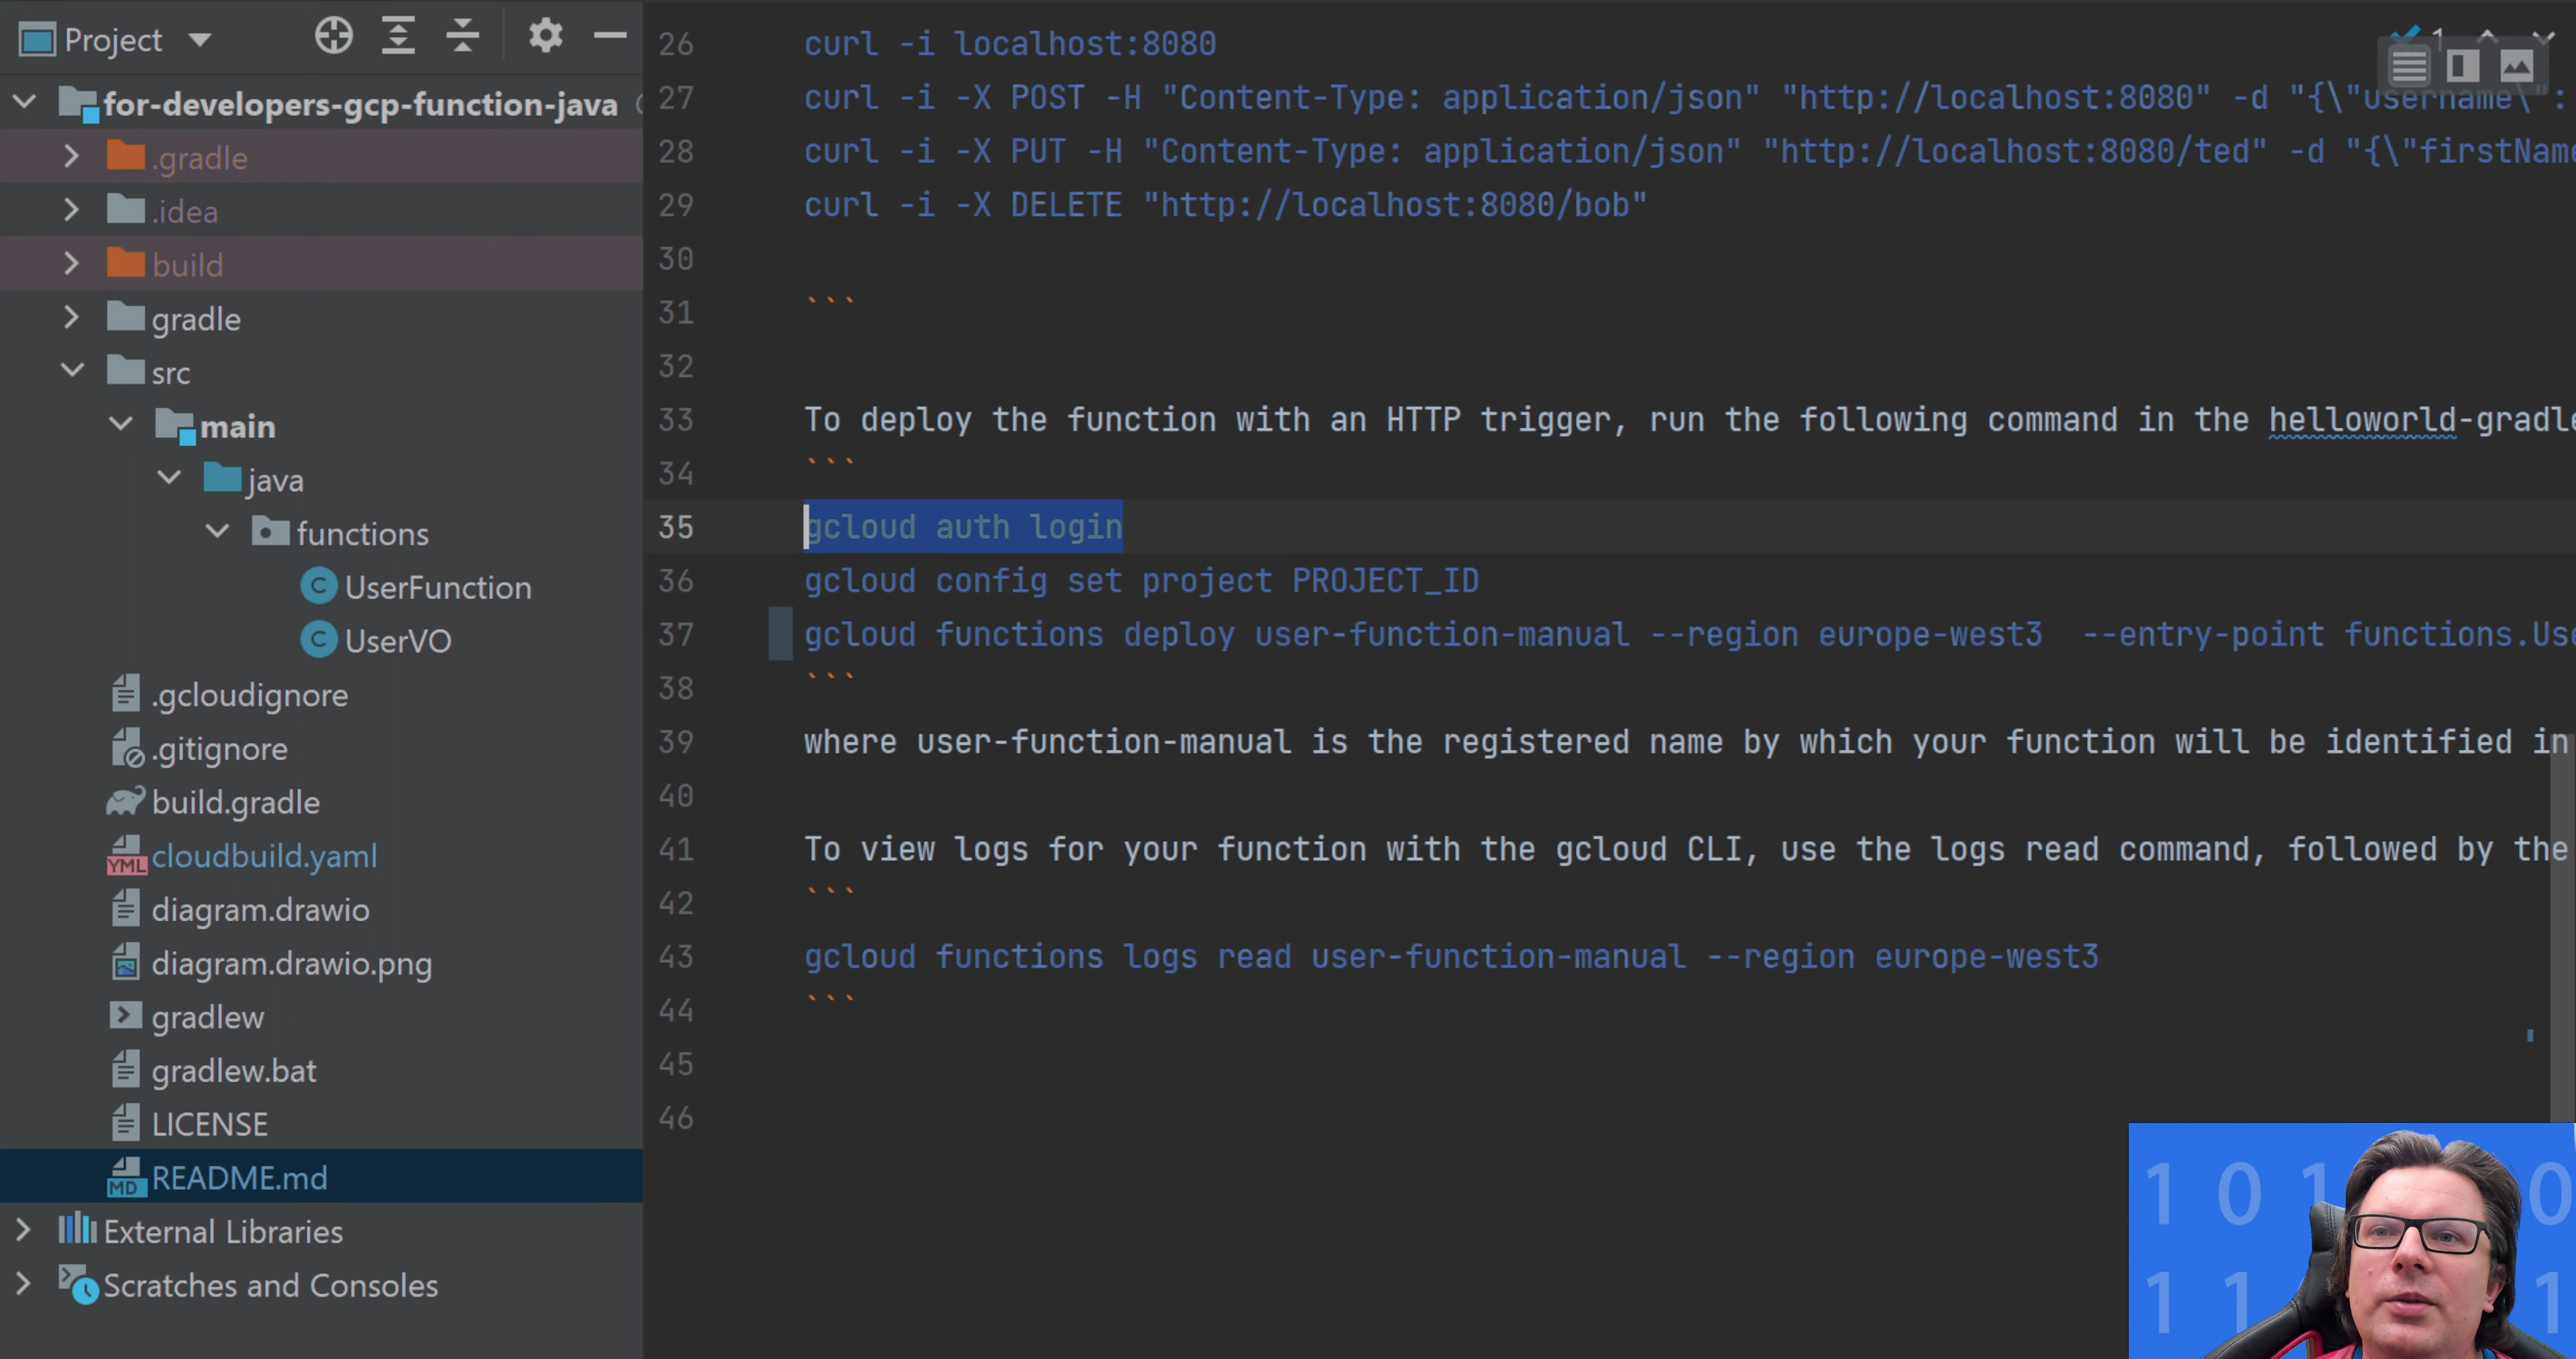 Project
for-developers-gcp-function-java
.gradle
.idea
build
gradle
src
main
java
functions
UserFunction
UserVO
.gcloudignore
.gitignore
build.gradle
cloudbuild.yaml
diagram.drawio
diagram.drawio.png
gradlew
gradlew.bat
LICENSE
README.md
External Libraries
Scratches and Consoles
1
26 curl -i localhost:8080
27 curl -i -X POST -H "Content-Type: application/json" "http://localhost:8080" -d "{\"username\":
28 curl -i -X PUT -H "Content-Type: application/json" "http://localhost:8080/ted" -d "{\"firstName
29 curl -i -X DELETE "http://localhost:8080/bob"
30
31 ```
32
33 To deploy the function with an HTTP trigger, run the following command in the helloworld-gradle
34 ```
35 gcloud auth login
36 gcloud config set project PROJECT_ID
37 gcloud functions deploy user-function-manual --region europe-west3  --entry-point functions.Use
38 ```
39 where user-function-manual is the registered name by which your function will be identified in
40
41 To view logs for your function with the gcloud CLI, use the logs read command, followed by the
42 ```
43 gcloud functions logs read user-function-manual --region europe-west3
44 ```
45
46
1 0 1 0
1 1 1